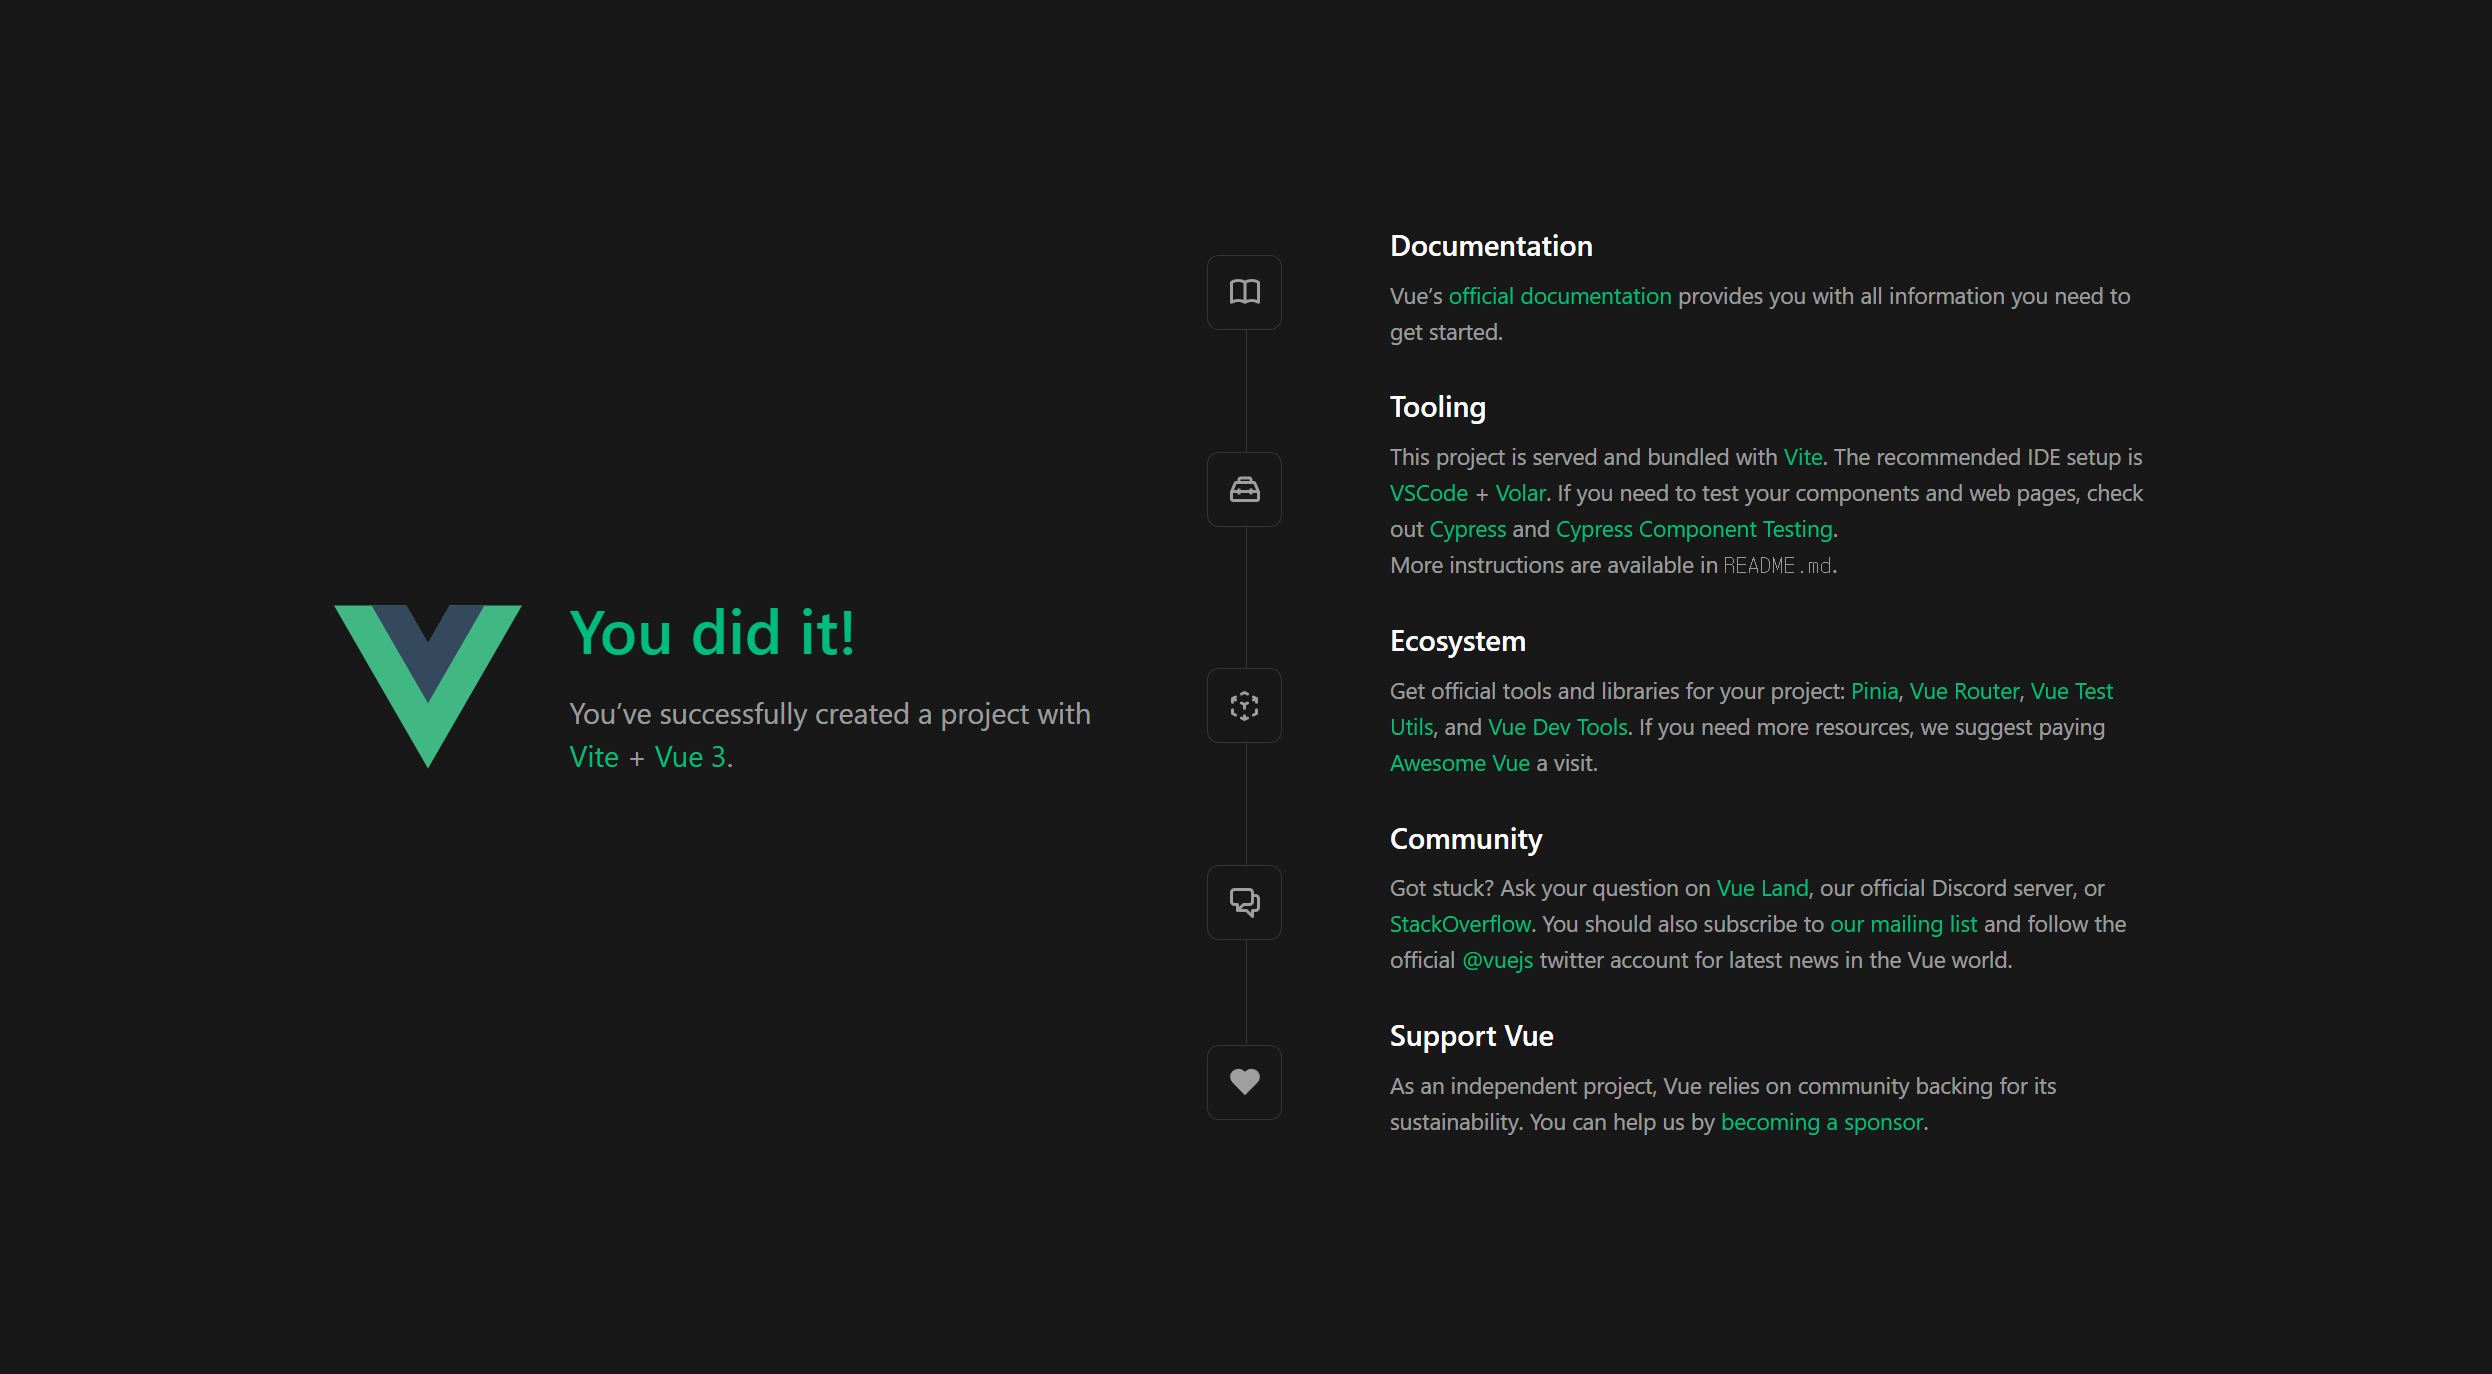 You did it!
You’ve successfully created a project with
Vite + Vue 3.
Documentation
Vue’s official documentation provides you with all information you need to
get started.
Tooling
This project is served and bundled with Vite. The recommended IDE setup is
VSCode + Volar. If you need to test your components and web pages, check
out Cypress and Cypress Component Testing.
More instructions are available in README.md.
Ecosystem
Get official tools and libraries for your project: Pinia, Vue Router, Vue Test
Utils, and Vue Dev Tools. If you need more resources, we suggest paying
Awesome Vue a visit.
Community
Got stuck? Ask your question on Vue Land, our official Discord server, or
StackOverflow. You should also subscribe to our mailing list and follow the
official @vuejs twitter account for latest news in the Vue world.
Support Vue
As an independent project, Vue relies on community backing for its
sustainability. You can help us by becoming a sponsor.